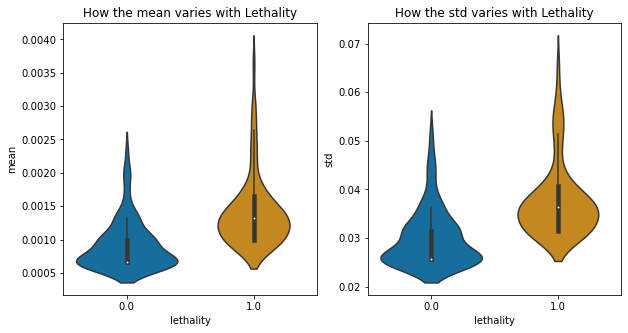 How the mean varies with Lethality
0.0040
0.0035
0.0030
0.0025
0.0020
0.0015
0.0010
0.0005
mean
0.0 1.0
lethality
How the std varies with Lethality
0.07
0.06
0.05
0.04
0.03
0.02
std
0.0 1.0
lethality